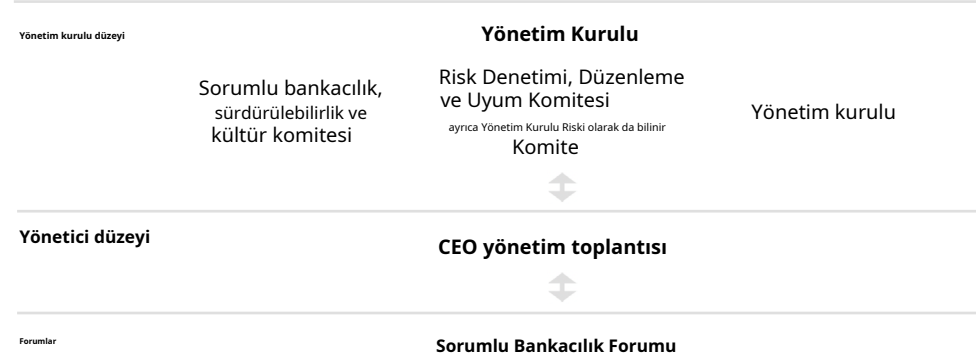 Yönetim kurulu düzeyi
Yönetim Kurulu
Sorumlu bankacılık,
sürdürülebilirlik ve
kültür komitesi
Risk Denetimi, Düzenleme
ve Uyum Komitesi
ayrıca Yönetim Kurulu Riski olarak da bilinir
Komite
Yönetim kurulu
Yönetici düzeyi
CEO yönetim toplantısı
Forumlar
Sorumlu Bankacılık Forumu